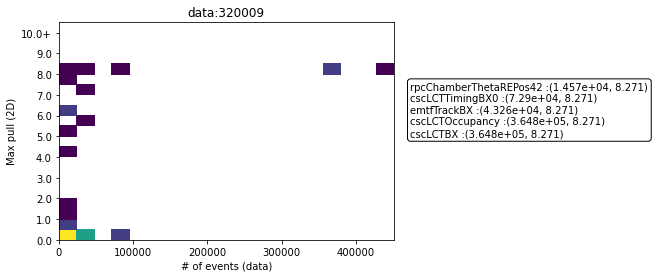 data:320009
10.0+
9.0
8.0
7.0
6.0
5.0
4.0
3.0
2.0
1.0
0.0
Max pull (2D)
0
100000
200000
300000
400000
# of events (data)
rpcChamberThetaREPos42 :(1.457e+04, 8.271)
cscLCTTimingBX0 :(7.29e+04, 8.271)
emtfTrackBX :(4.326e+04, 8.271)
cscLCTOccupancy :(3.648e+05, 8.271)
cscLCTBX :(3.648e+05, 8.271)